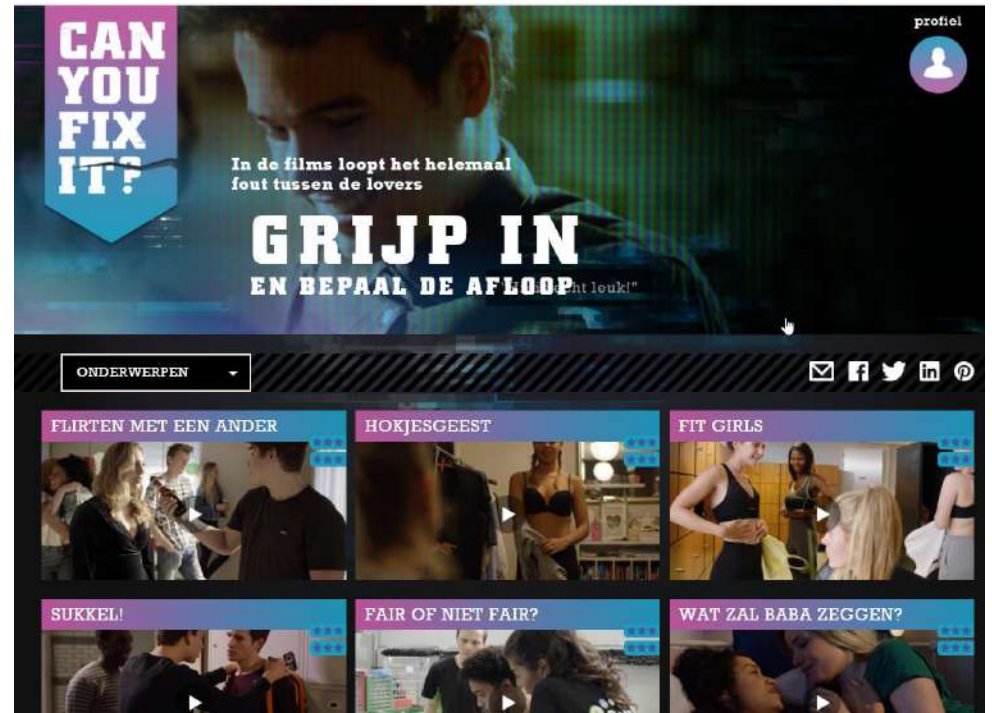 CAN
YOU
FIX
IT?
profiel
In de films loopt het helemaal
fout tussen de lovers
GRIJP IN
EN BEPAAL DE AFLOOP
leuk!"
ONDERWERPEN
FLIRTEN MET EEN ANDER
HOKJESGEEST
FIT GIRLS
SUKKEL!
FAIR OF NIET FAIR?
WAT ZAL BABA ZEGGEN?